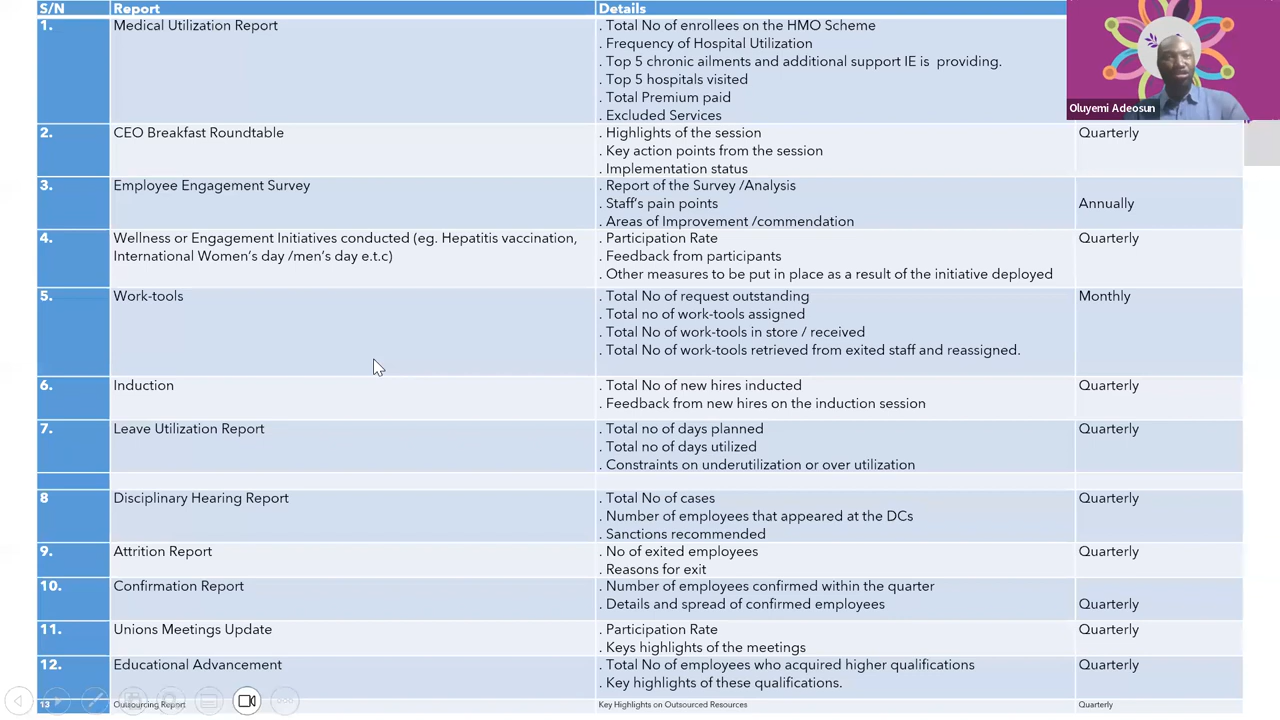 S/N Report Details
1. Medical Utilization Report . Total No of enrollees on the HMO Scheme
. Frequency of Hospital Utilization
. Top 5 chronic ailments and additional support IE is providing.
. Top 5 hospitals visited
. Total Premium paid
. Excluded Services
Oluyemi Adeosun
2. CEO Breakfast Roundtable . Highlights of the session Quarterly
. Key action points from the session
. Implementation status
3. Employee Engagement Survey . Report of the Survey /Analysis
. Staff's pain points Annually
. Areas of Improvement /commendation
4. Wellness or Engagement Initiatives conducted (eg. Hepatitis vaccination, . Participation Rate Quarterly
International Women's day /men's day e.t.c) . Feedback from participants
. Other measures to be put in place as a result of the initiative deployed
5. Work-tools . Total No of request outstanding Monthly
. Total no of work-tools assigned
. Total No of work-tools in store / received
. Total No of work-tools retrieved from exited staff and reassigned.
6. Induction . Total No of new hires inducted Quarterly
. Feedback from new hires on the induction session
7. Leave Utilization Report . Total no of days planned Quarterly
. Total no of days utilized
. Constraints on underutilization or over utilization
8 Disciplinary Hearing Report . Total No of cases Quarterly
. Number of employees that appeared at the DCs
. Sanctions recommended
9. Attrition Report . No of exited employees Quarterly
. Reasons for exit
10. Confirmation Report . Number of employees confirmed within the quarter
. Details and spread of confirmed employees Quarterly
11. Unions Meetings Update . Participation Rate Quarterly
. Keys highlights of the meetings
12. Educational Advancement . Total No of employees who acquired higher qualifications Quarterly
. Key highlights of these qualifications.
13 Outsourcing Report Key Highlights on Outsourced Resources Quarterly